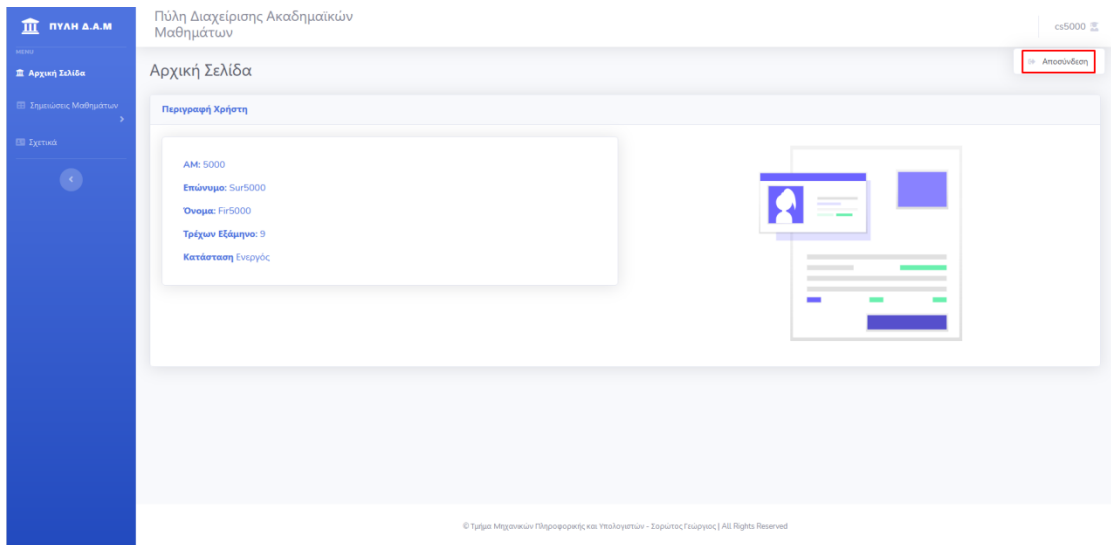 ΠΥΛΗ Δ.Α.Μ
MENU
Αρχική Σελίδα
Σημειώσεις Μαθημάτων
Σχετικά
Πύλη Διαχείρισης Ακαδημαϊκών
Μαθημάτων
cs5000
Αποσύνδεση
Αρχική Σελίδα
Περιγραφή Χρήστη
ΑΜ: 5000
Επώνυμο: Sur5000
Όνομα: Fir5000
Τρέχων Εξάμηνο: 9
Κατάσταση Ενεργός
© Τμήμα Μηχανικών Πληροφορικής και Υπολογιστών - Σορώτος Γεώργιος | All Rights Reserved